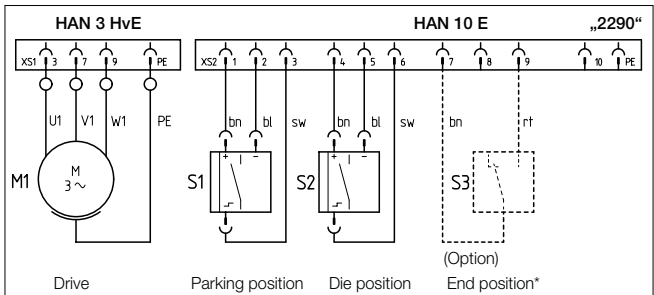 HAN 3 HvE HAN 10 E „2290“
XS1 3 7 9 PE XS2 1 2 3 4 5 6 7 8 9 10 PE
U1 V1 W1 PE bn bl sw bn bl sw bn rt
M1 M 3~ S1 + − S2 + − S3
(Option)
Drive Parking position Die position End position*